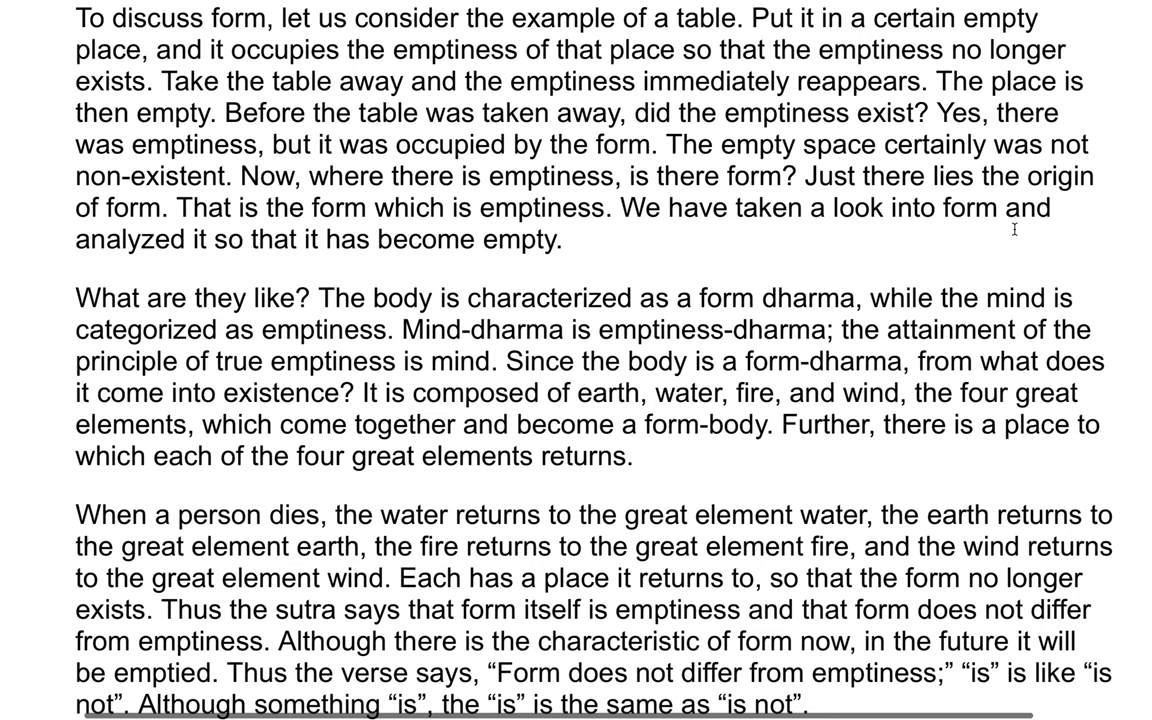 To discuss form, let us consider the example of a table. Put it in a certain empty
place, and it occupies the emptiness of that place so that the emptiness no longer
exists. Take the table away and the emptiness immediately reappears. The place is
then empty. Before the table was taken away, did the emptiness exist? Yes, there
was emptiness, but it was occupied by the form. The empty space certainly was not
non-existent. Now, where there is emptiness, is there form? Just there lies the origin
of form. That is the form which is emptiness. We have taken a look into form and
analyzed it so that it has become empty.
What are they like? The body is characterized as a form dharma, while the mind is
categorized as emptiness. Mind-dharma is emptiness-dharma; the attainment of the
principle of true emptiness is mind. Since the body is a form-dharma, from what does
it come into existence? It is composed of earth, water, fire, and wind, the four great
elements, which come together and become a form-body. Further, there is a place to
which each of the four great elements returns.
When a person dies, the water returns to the great element water, the earth returns to
the great element earth, the fire returns to the great element fire, and the wind returns
to the great element wind. Each has a place it returns to, so that the form no longer
exists. Thus the sutra says that form itself is emptiness and that form does not differ
from emptiness. Although there is the characteristic of form now, in the future it will
be emptied. Thus the verse says, “Form does not differ from emptiness;” “is” is like “is
not”. Although something “is”, the “is” is the same as “is not”.